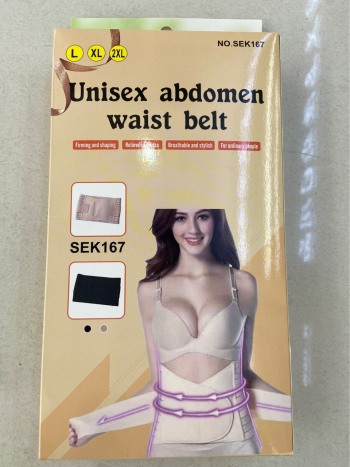 L XL 2XL
NO.SEK167
Unisex abdomen
waist belt
Firming and shaping Breathable and stylish For ordinary people
SEK167